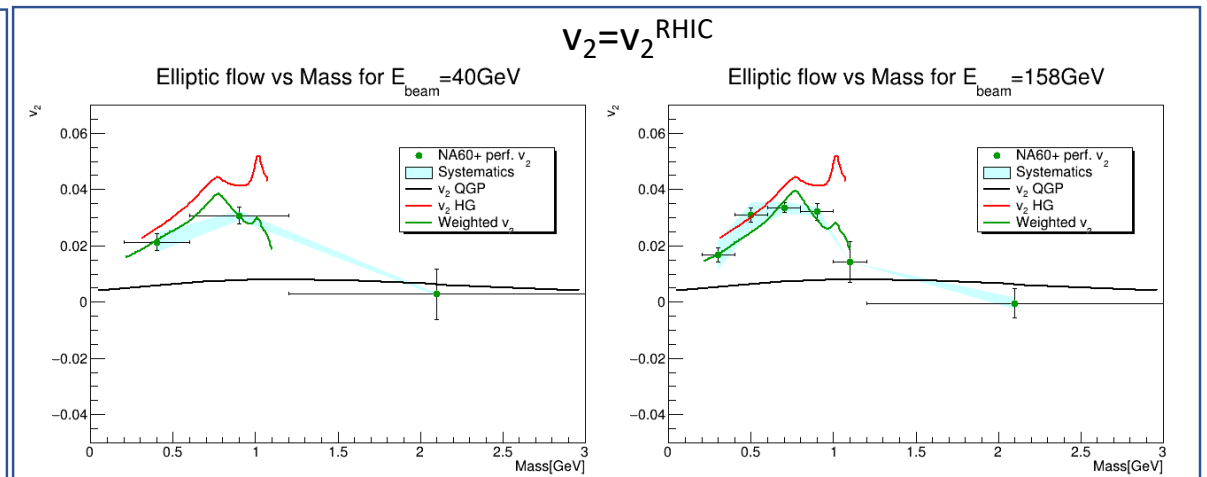 v₂=v₂ᴿᴴᴵᶜ
Elliptic flow vs Mass for E_beam=40GeV
v₂
0.06
0.04
0.02
0
−0.02
−0.04
0 0.5 1 1.5 2 2.5 3
Mass[GeV]
NA60+ perf. v₂
Systematics
v₂ QGP
v₂ HG
Weighted v₂
Elliptic flow vs Mass for E_beam=158GeV
v₂
0.06
0.04
0.02
0
−0.02
−0.04
0 0.5 1 1.5 2 2.5 3
Mass[GeV]
NA60+ perf. v₂
Systematics
v₂ QGP
v₂ HG
Weighted v₂